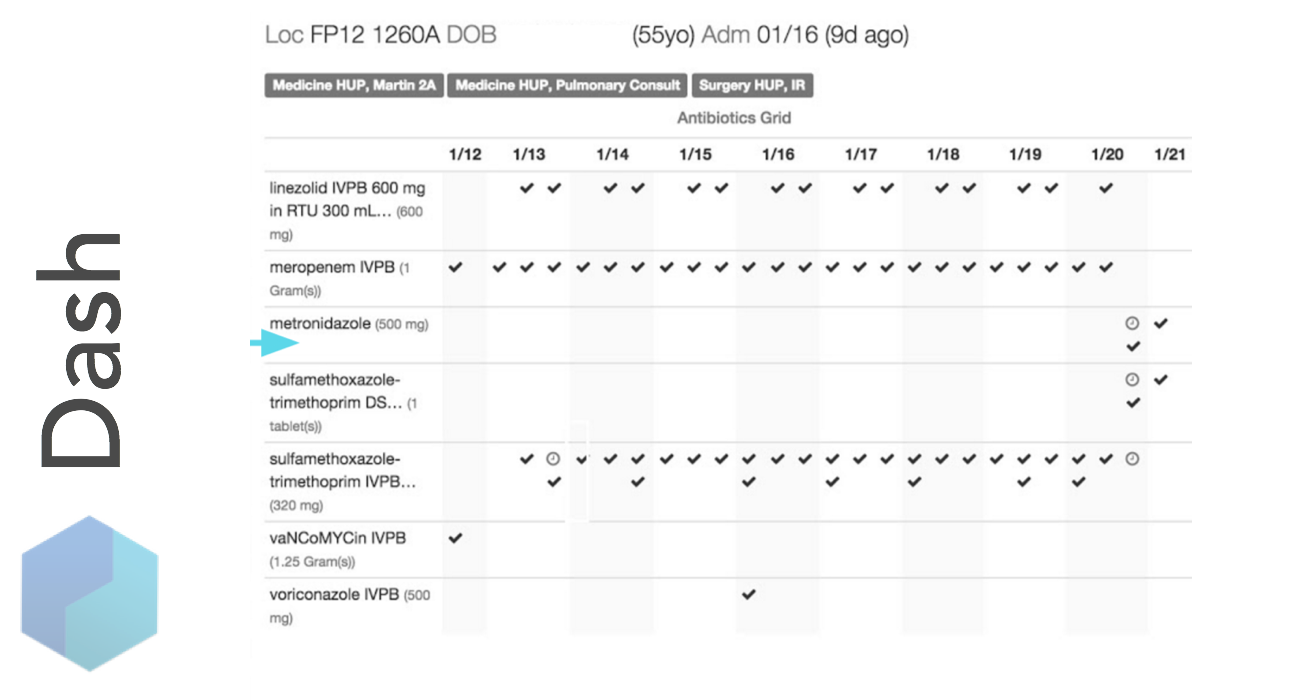 Dash
Loc FP12 1260A DOB (55yo) Adm 01/16 (9d ago)
Medicine HUP, Martin 2A Medicine HUP, Pulmonary Consult Surgery HUP, IR
Antibiotics Grid
1/12 1/13 1/14 1/15 1/16 1/17 1/18 1/19 1/20 1/21
linezolid IVPB 600 mg
in RTU 300 mL... (600
mg)
meropenem IVPB (1
Gram(s))
metronidazole (500 mg)
sulfamethoxazole-
trimethoprim DS... (1
tablet(s))
sulfamethoxazole-
trimethoprim IVPB...
(320 mg)
vaNCoMYCin IVPB
(1.25 Gram(s))
voriconazole IVPB (500
mg)